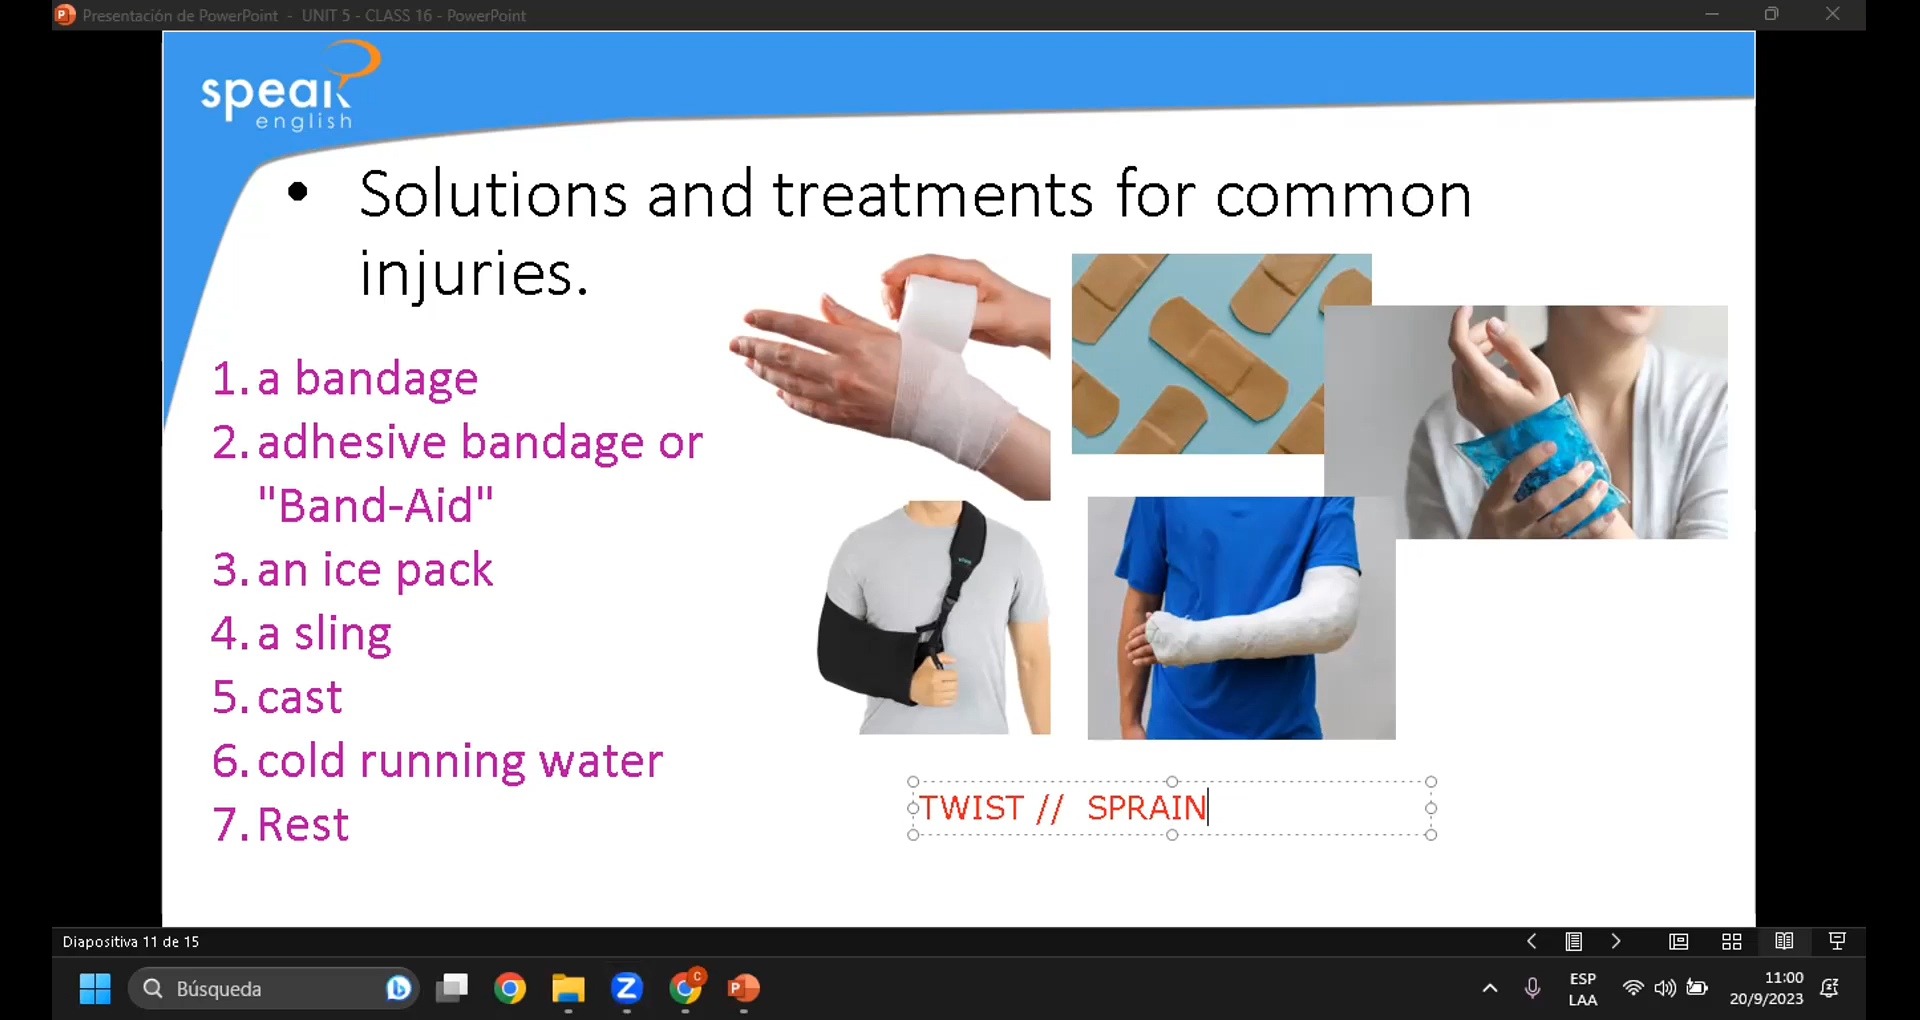 Presentación de PowerPoint - UNIT 5 - CLASS 16 - PowerPoint
speak
english
• Solutions and treatments for common
injuries.
1. a bandage
2. adhesive bandage or
"Band-Aid"
3. an ice pack
4. a sling
5. cast
6. cold running water
7. Rest
TWIST // SPRAIN
Diapositiva 11 de 15
Búsqueda
ESP
LAA
11:00
20/9/2023